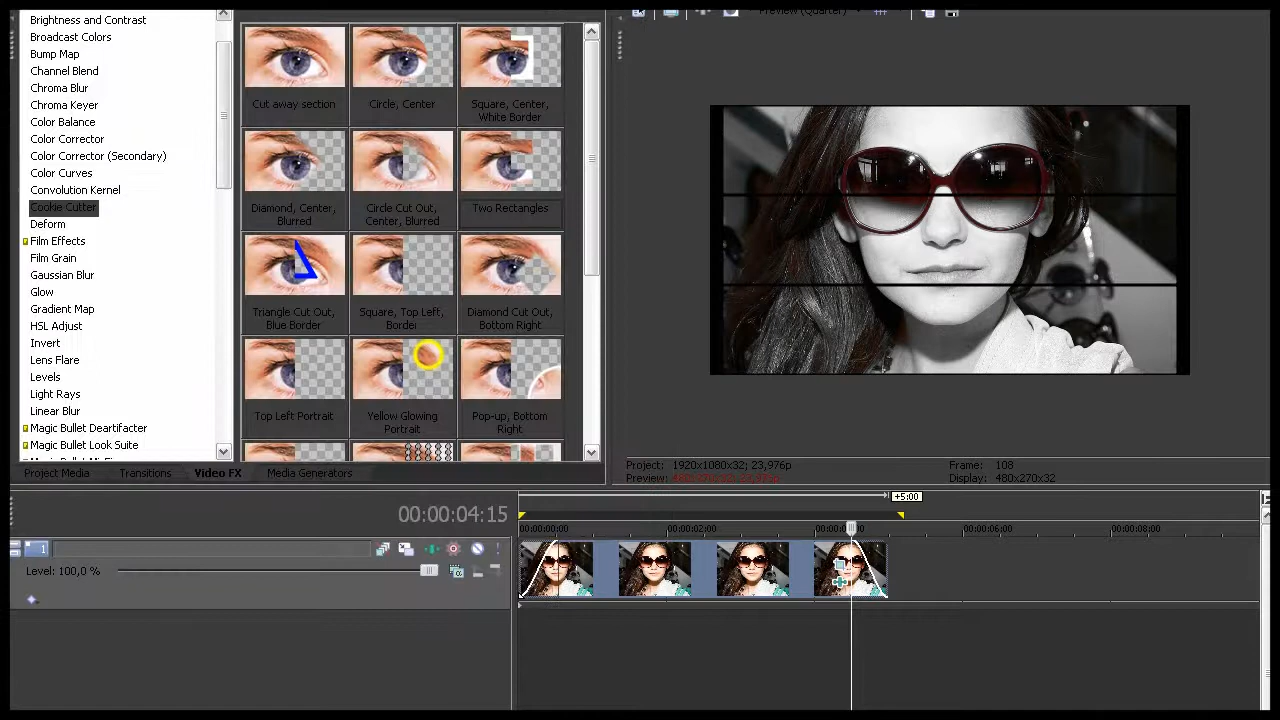 Brightness and Contrast
Broadcast Colors
Bump Map
Channel Blend
Chroma Blur
Chroma Keyer
Color Balance
Color Corrector
Color Corrector (Secondary)
Color Curves
Convolution Kernel
Cookie Cutter
Deform
Film Effects
Film Grain
Gaussian Blur
Glow
Gradient Map
HSL Adjust
Invert
Lens Flare
Levels
Light Rays
Linear Blur
Magic Bullet Deartifacter
Magic Bullet Look Suite
Cut away section
Circle, Center
Square, Center,
White Border
Diamond, Center,
Blurred
Circle Cut Out,
Center, Blurred
Two Rectangles
Triangle Cut Out,
Blue Border
Square, Top Left,
Border
Diamond Cut Out,
Bottom Right
Top Left Portrait
Yellow Glowing
Portrait
Pop-up, Bottom
Right
Project Media
Transitions
Video FX
Media Generators
Preview (Quarter)
Project: 1920x1080x32; 23,976p
Frame: 108
Preview: 480x270x32; 23,976p
Display: 480x270x32
+5:00
00:00:04:15
00:00:00:00
00:00:02:00
00:00:06:00
00:00:08:00
1
Level: 100,0 %